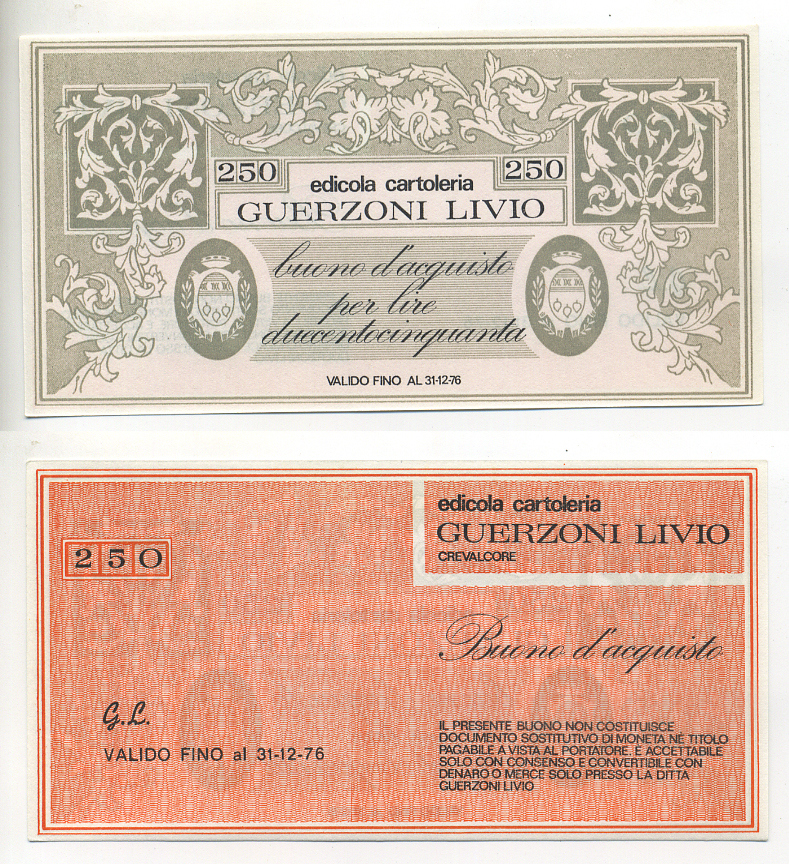 250 250
edicola cartoleria
GUERZONI LIVIO
buono d'acquisto
per lire
duecentocinquanta
VALIDO FINO AL 31-12-76
edicola cartoleria
GUERZONI LIVIO
CREVALCORE
250
Buono d'acquisto
G.L.
VALIDO FINO al 31-12-76
IL PRESENTE BUONO NON COSTITUISCE
DOCUMENTO SOSTITUTIVO DI MONETA NÈ TITOLO
PAGABILE A VISTA AL PORTATORE. È ACCETTABILE
SOLO CON CONSENSO E CONVERTIBILE CON
DENARO O MERCE SOLO PRESSO LA DITTA
GUERZONI LIVIO